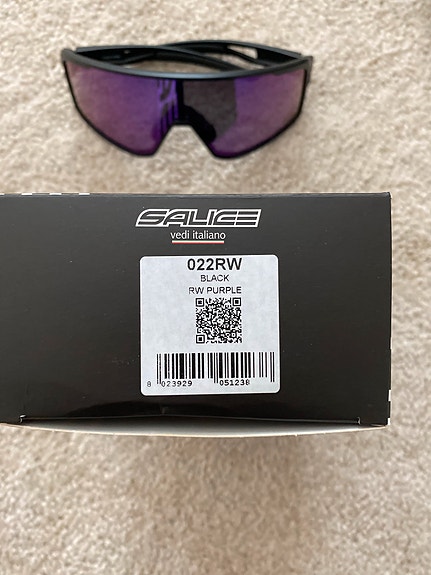 SALICE
vedi italiano
022RW
BLACK
RW PURPLE
8 023929 051238